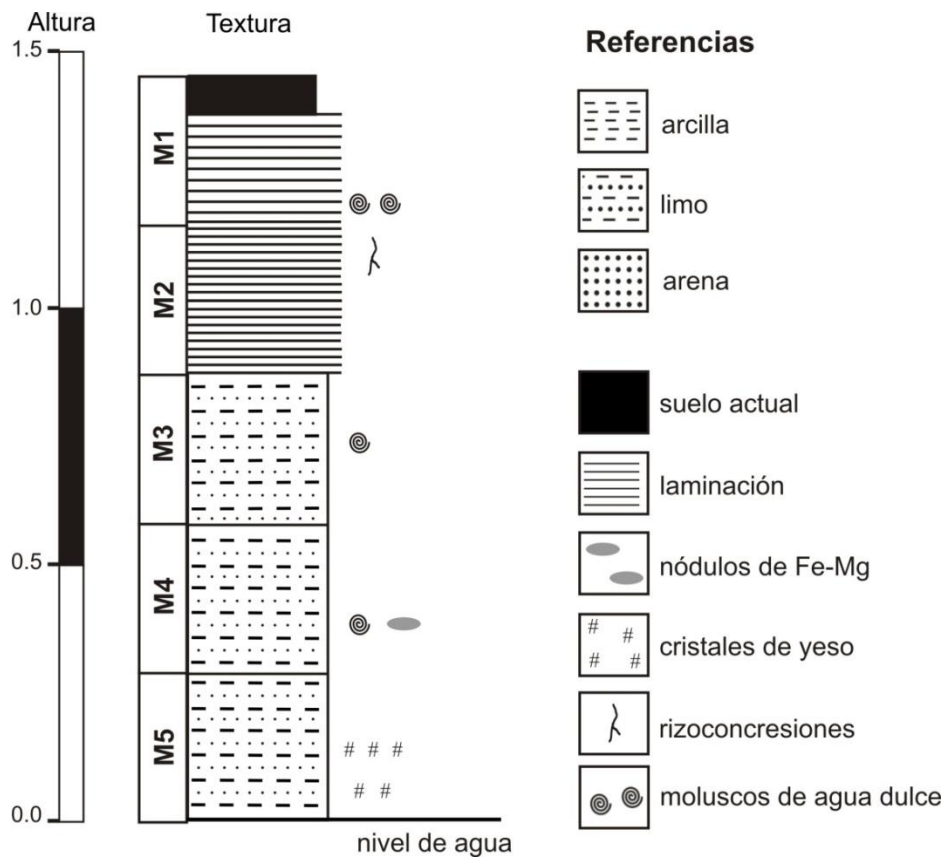 Altura
Textura
1.5
1.0
0.5
0.0
M1
M2
M3
M4
M5
nivel de agua
Referencias
arcilla
limo
arena
suelo actual
laminación
nódulos de Fe-Mg
cristales de yeso
rizoconcresiones
moluscos de agua dulce